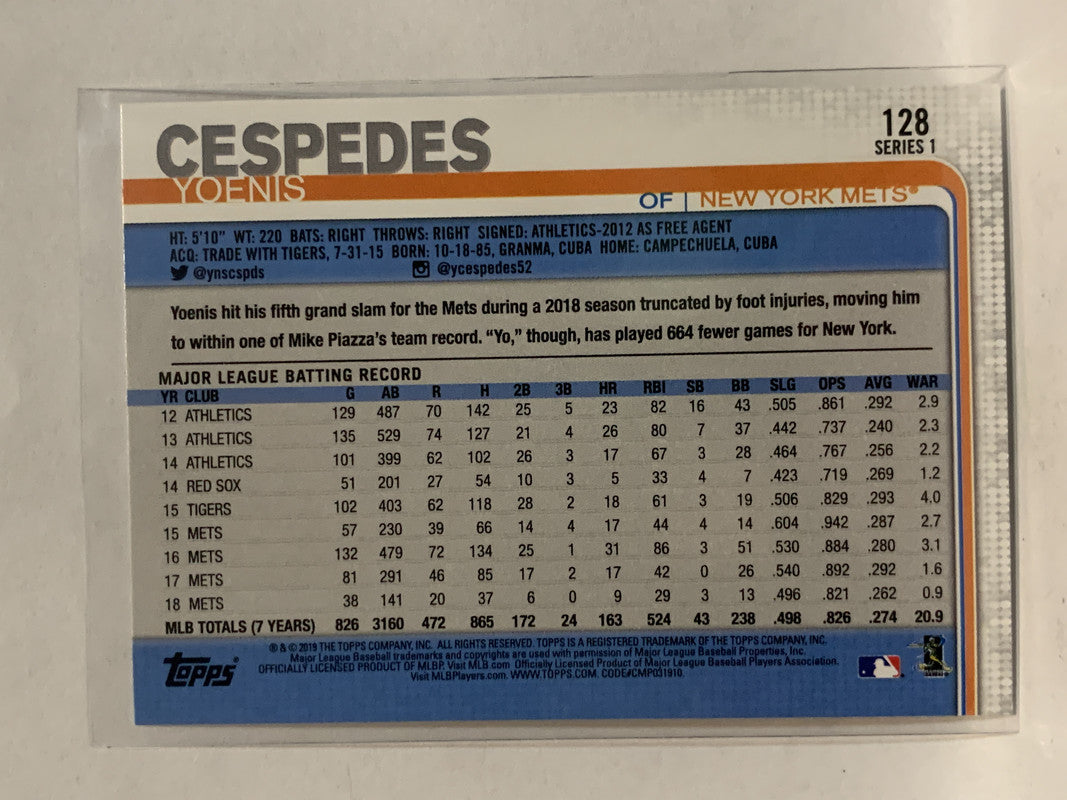 CESPEDES
YOENIS
128
SERIES 1
OF | NEW YORK METS®
HT: 5'10" WT: 220 BATS: RIGHT THROWS: RIGHT SIGNED: ATHLETICS-2012 AS FREE AGENT
ACQ: TRADE WITH TIGERS, 7-31-15 BORN: 10-18-85, GRANMA, CUBA HOME: CAMPECHUELA, CUBA
@ynscspds @ycespedes52
Yoenis hit his fifth grand slam for the Mets during a 2018 season truncated by foot injuries, moving him
to within one of Mike Piazza's team record. "Yo," though, has played 664 fewer games for New York.
MAJOR LEAGUE BATTING RECORD
YR CLUB G AB R H 2B 3B HR RBI SB BB SLG OPS AVG WAR
12 ATHLETICS 129 487 70 142 25 5 23 82 16 43 .505 .861 .292 2.9
13 ATHLETICS 135 529 74 127 21 4 26 80 7 37 .442 .737 .240 2.3
14 ATHLETICS 101 399 62 102 26 3 17 67 3 28 .464 .767 .256 2.2
14 RED SOX 51 201 27 54 10 3 5 33 4 7 .423 .719 .269 1.2
15 TIGERS 102 403 62 118 28 2 18 61 3 19 .506 .829 .293 4.0
15 METS 57 230 39 66 14 4 17 44 4 14 .604 .942 .287 2.7
16 METS 132 479 72 134 25 1 31 86 3 51 .530 .884 .280 3.1
17 METS 81 291 46 85 17 2 17 42 0 26 .540 .892 .292 1.6
18 METS 38 141 20 37 6 0 9 29 3 13 .496 .821 .262 0.9
MLB TOTALS (7 YEARS) 826 3160 472 865 172 24 163 524 43 238 .498 .826 .274 20.9
topps®
® & © 2019 THE TOPPS COMPANY, INC. ALL RIGHTS RESERVED. TOPPS IS A REGISTERED TRADEMARK OF THE TOPPS COMPANY, INC.
Major League Baseball trademarks and copyrights are used with permission of Major League Baseball Properties, Inc.
OFFICIALLY LICENSED PRODUCT OF MLBP. Visit MLB.com Officially Licensed Product of Major League Baseball Players Association.
Visit MLBPlayers.com. WWW.TOPPS.COM. CODE#CMP031910.